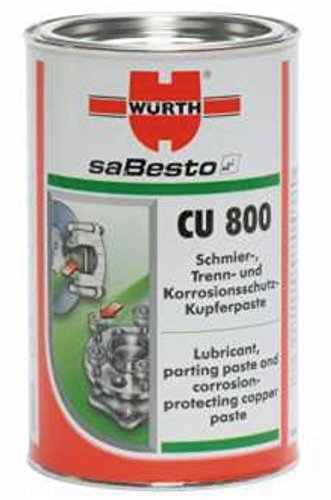 WÜRTH
saBesto
CU 800
Schmier-,
Trenn- und
Korrosionsschutz-
Kupferpaste
Lubricant,
parting paste and
corrosion-
protecting copper
paste